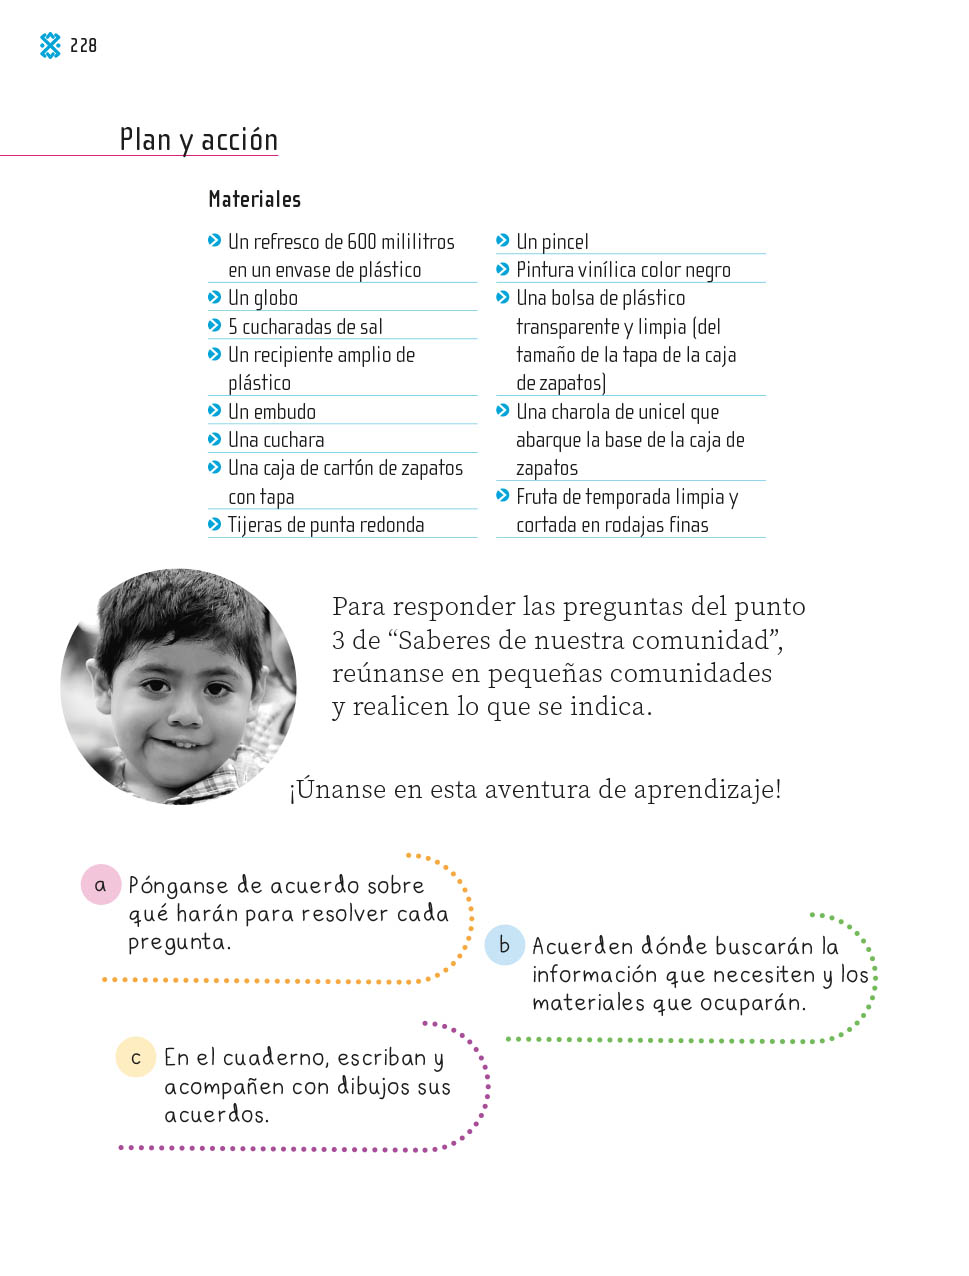 228
Plan y acción
Materiales
Un refresco de 600 mililitros
en un envase de plástico
Un globo
5 cucharadas de sal
Un recipiente amplio de
plástico
Un embudo
Una cuchara
Una caja de cartón de zapatos
con tapa
Tijeras de punta redonda
Un pincel
Pintura vinílica color negro
Una bolsa de plástico
transparente y limpia (del
tamaño de la tapa de la caja
de zapatos)
Una charola de unicel que
abarque la base de la caja de
zapatos
Fruta de temporada limpia y
cortada en rodajas finas
Para responder las preguntas del punto
3 de “Saberes de nuestra comunidad”,
reúnanse en pequeñas comunidades
y realicen lo que se indica.
¡Únanse en esta aventura de aprendizaje!
a
Pónganse de acuerdo sobre
qué harán para resolver cada
pregunta.
b
Acuerden dónde buscarán la
información que necesiten y los
materiales que ocuparán.
c
En el cuaderno, escriban y
acompañen con dibujos sus
acuerdos.